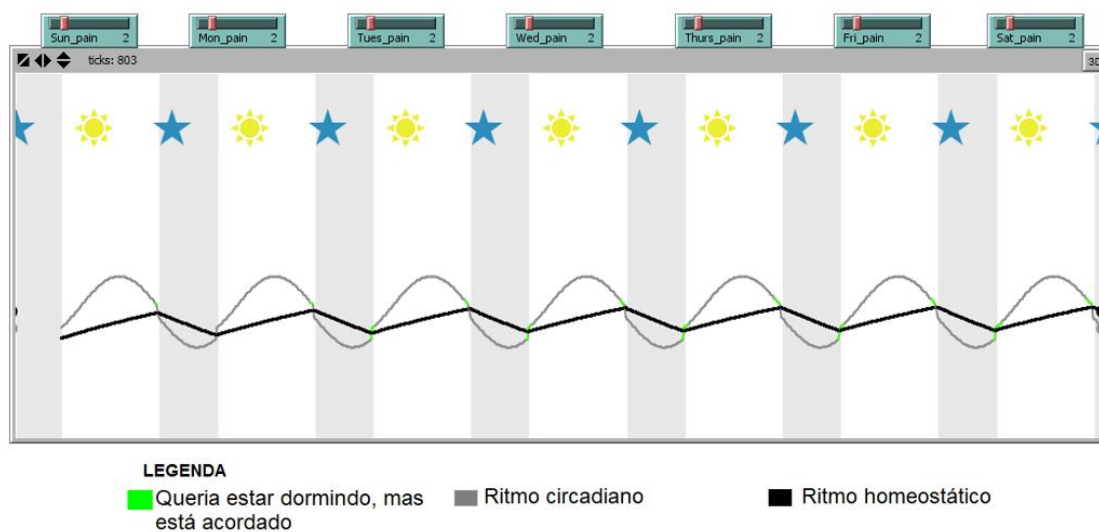 Sun_pain 2
Mon_pain 2
Tues_pain 2
Wed_pain 2
Thurs_pain 2
Fri_pain 2
Sat_pain 2
ticks: 803
3D
LEGENDA
Queria estar dormindo, mas
está acordado
Ritmo circadiano
Ritmo homeostático